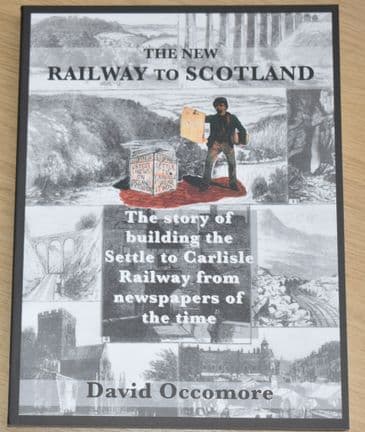 THE NEW
RAILWAY TO SCOTLAND
The story of
building the
Settle to Carlisle
Railway from
newspapers of
the time
David Occomore